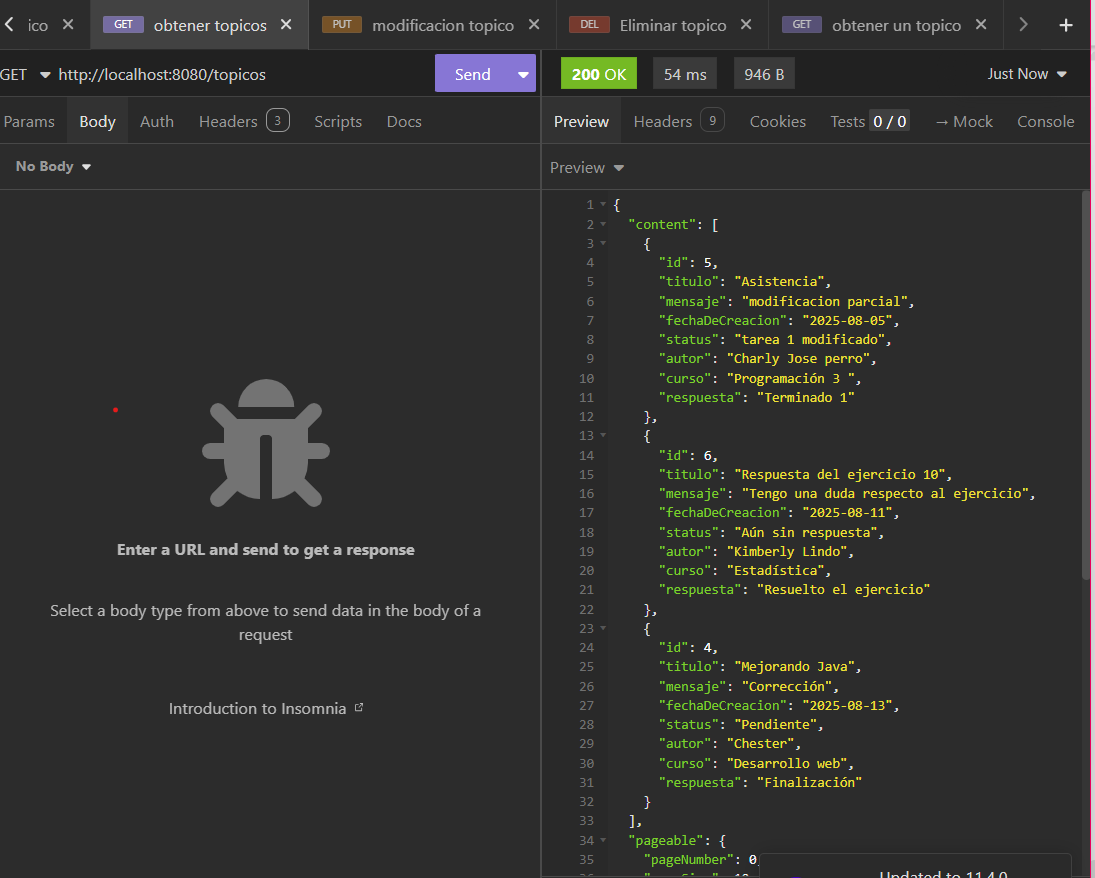 ico
GET obtener topicos
PUT modificacion topico
DEL Eliminar topico
GET obtener un topico
GET http://localhost:8080/topicos Send
200 OK 54 ms 946 B Just Now
Params Body Auth Headers 3 Scripts Docs
Preview Headers 9 Cookies Tests 0 / 0 → Mock Console
No Body
Preview
Enter a URL and send to get a response
Select a body type from above to send data in the body of a
request
Introduction to Insomnia
1 {
2 "content": [
3 {
4 "id": 5,
5 "titulo": "Asistencia",
6 "mensaje": "modificacion parcial",
7 "fechaDeCreacion": "2025-08-05",
8 "status": "tarea 1 modificado",
9 "autor": "Charly Jose perro",
10 "curso": "Programación 3 ",
11 "respuesta": "Terminado 1"
12 },
13 {
14 "id": 6,
15 "titulo": "Respuesta del ejercicio 10",
16 "mensaje": "Tengo una duda respecto al ejercicio",
17 "fechaDeCreacion": "2025-08-11",
18 "status": "Aún sin respuesta",
19 "autor": "Kimberly Lindo",
20 "curso": "Estadística",
21 "respuesta": "Resuelto el ejercicio"
22 },
23 {
24 "id": 4,
25 "titulo": "Mejorando Java",
26 "mensaje": "Corrección",
27 "fechaDeCreacion": "2025-08-13",
28 "status": "Pendiente",
29 "autor": "Chester",
30 "curso": "Desarrollo web",
31 "respuesta": "Finalización"
32 }
33 ],
34 "pageable": {
35 "pageNumber": 0,
Updated to 11.4.0